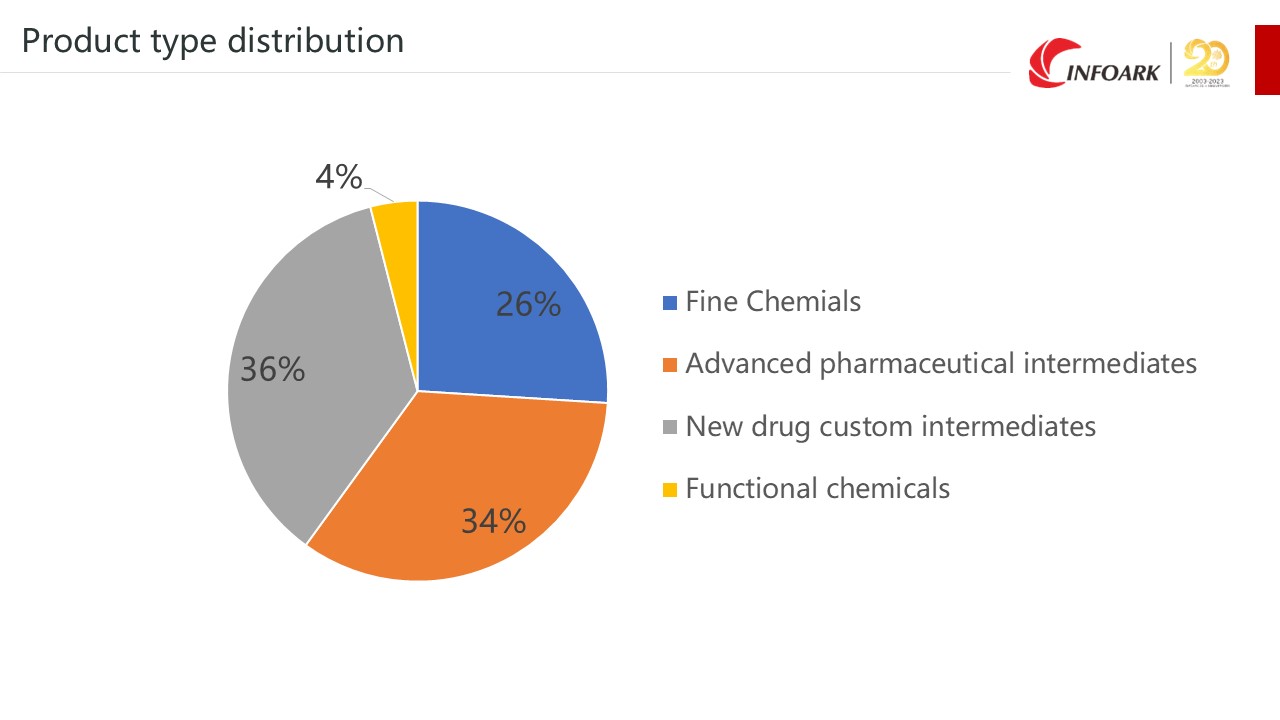 Product type distribution
INFOARK
20
2003-2023
4%
26%
36%
34%
Fine Chemials
Advanced pharmaceutical intermediates
New drug custom intermediates
Functional chemicals